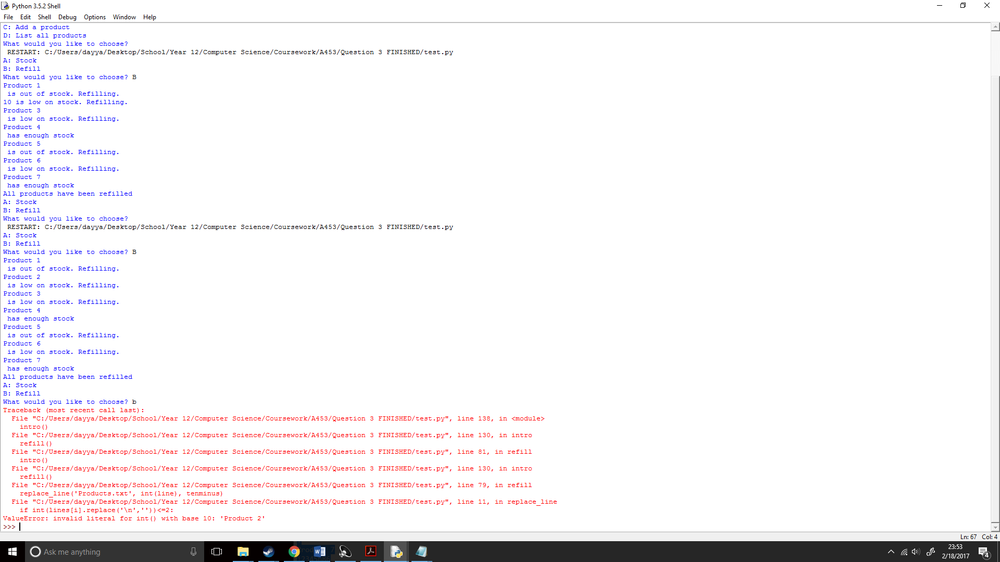 Python 3.5.2 Shell
File Edit Shell Debug Options Window Help
C: Add a product
D: List all products
What would you like to choose?
RESTART: C:/Users/dayya/Desktop/School/Year 12/Computer Science/Coursework/A453/Question 3 FINISHED/test.py
A: Stock
B: Refill
What would you like to choose? B
Product 1
is out of stock. Refilling.
10 is low on stock. Refilling.
Product 3
is low on stock. Refilling.
Product 4
has enough stock
Product 5
is out of stock. Refilling.
Product 6
is low on stock. Refilling.
Product 7
has enough stock
All products have been refilled
A: Stock
B: Refill
What would you like to choose?
RESTART: C:/Users/dayya/Desktop/School/Year 12/Computer Science/Coursework/A453/Question 3 FINISHED/test.py
A: Stock
B: Refill
What would you like to choose? B
Product 1
is out of stock. Refilling.
Product 2
is low on stock. Refilling.
Product 3
is low on stock. Refilling.
Product 4
has enough stock
Product 5
is out of stock. Refilling.
Product 6
is low on stock. Refilling.
Product 7
has enough stock
All products have been refilled
A: Stock
B: Refill
What would you like to choose? b
Traceback (most recent call last):
File "C:/Users/dayya/Desktop/School/Year 12/Computer Science/Coursework/A453/Question 3 FINISHED/test.py", line 138, in <module>
intro()
File "C:/Users/dayya/Desktop/School/Year 12/Computer Science/Coursework/A453/Question 3 FINISHED/test.py", line 130, in intro
refill()
File "C:/Users/dayya/Desktop/School/Year 12/Computer Science/Coursework/A453/Question 3 FINISHED/test.py", line 81, in refill
intro()
File "C:/Users/dayya/Desktop/School/Year 12/Computer Science/Coursework/A453/Question 3 FINISHED/test.py", line 130, in intro
refill()
File "C:/Users/dayya/Desktop/School/Year 12/Computer Science/Coursework/A453/Question 3 FINISHED/test.py", line 79, in refill
replace_line('Products.txt', int(line), tenminus)
File "C:/Users/dayya/Desktop/School/Year 12/Computer Science/Coursework/A453/Question 3 FINISHED/test.py", line 11, in replace_line
if int(lines[i].replace('\n',''))<=2:
ValueError: invalid literal for int() with base 10: 'Product 2'
>>>
Ln: 67 Col: 4
Ask me anything
23:53
2/18/2017
4